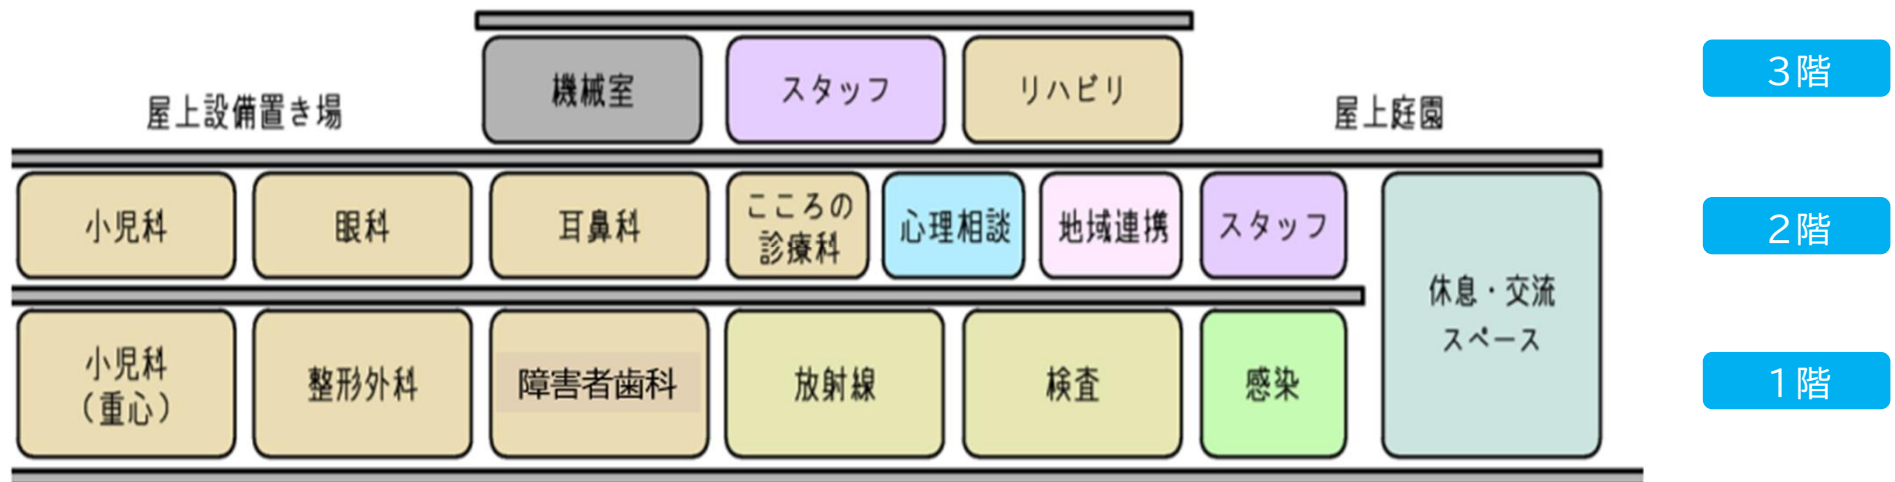 機械室
スタッフ
リハビリ
3階
屋上設備置き場
屋上庭園
小児科
眼科
耳鼻科
こころの
診療科
心理相談
地域連携
スタッフ
2階
休息・交流
スペース
小児科
（重心）
整形外科
障害者歯科
放射線
検査
感染
1階